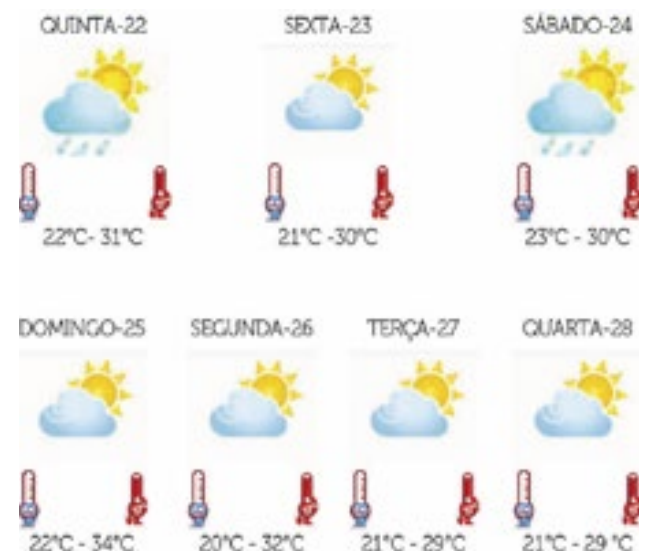 QUINTA-22 SEXTA-23 SÁBADO-24
22°C- 31°C 21°C -30°C 23°C - 30°C
DOMINGO-25 SEGUNDA-26 TERÇA-27 QUARTA-28
22°C - 34°C 20°C - 32°C 21°C - 29°C 21°C - 29 °C